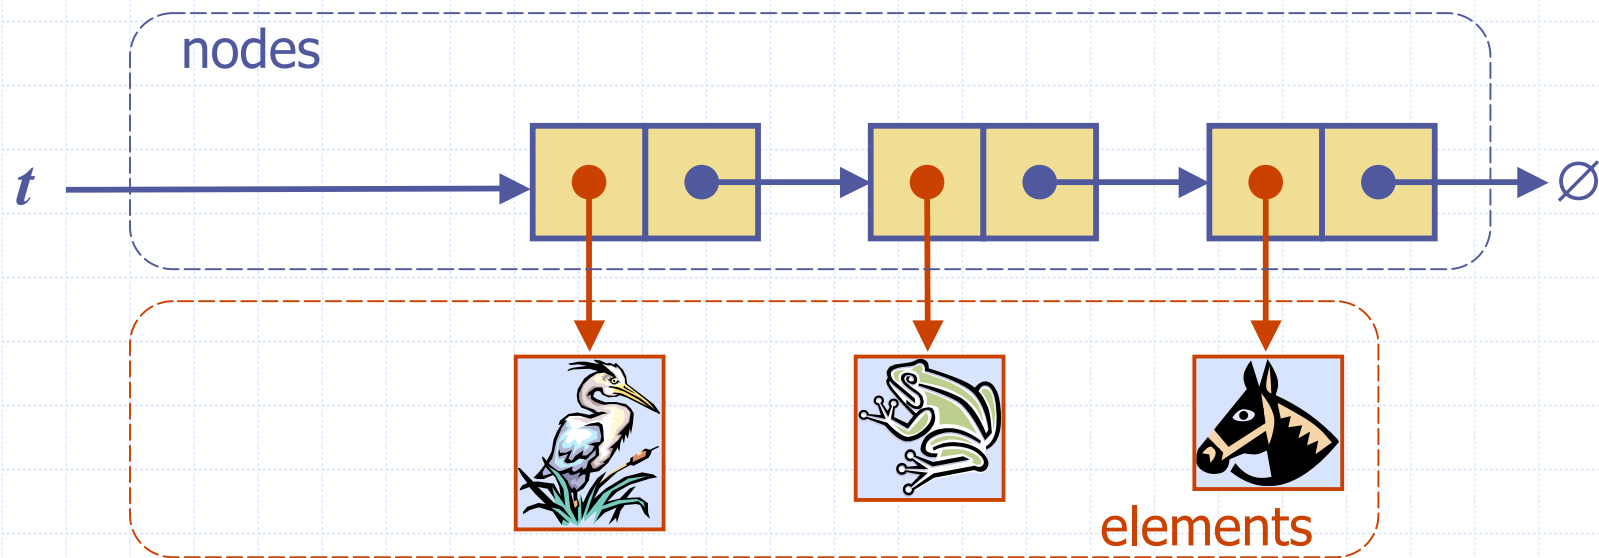 nodes
t
∅
elements